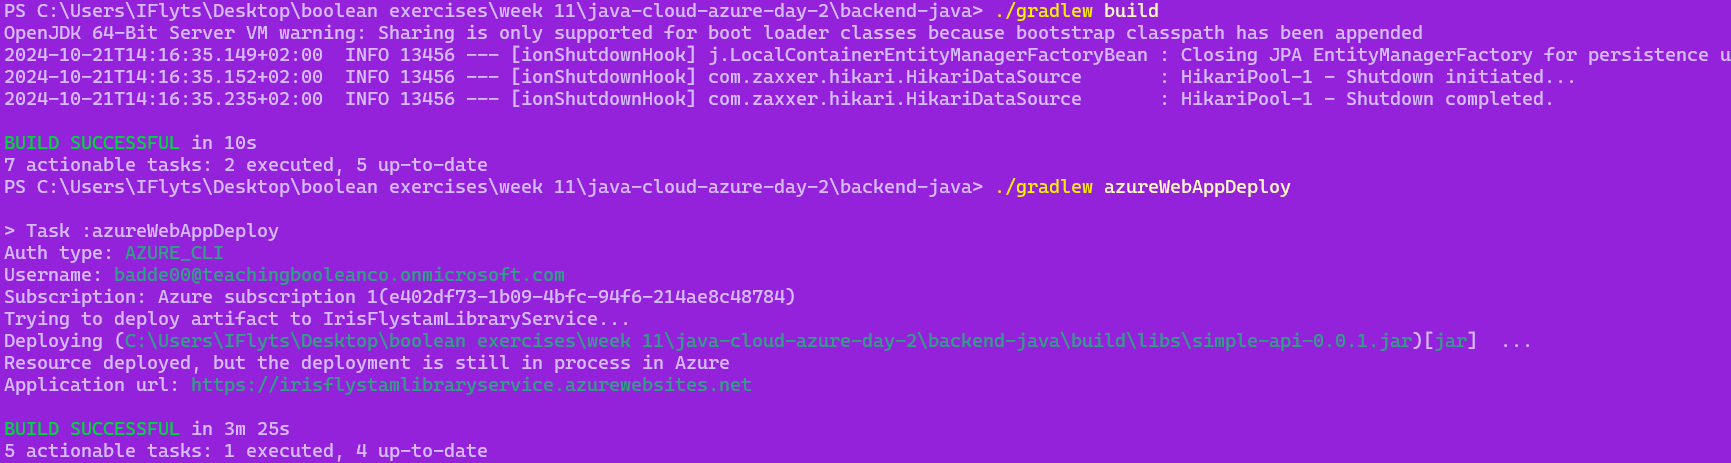 PS C:\Users\IFlyts\Desktop\boolean exercises\week 11\java-cloud-azure-day-2\backend-java> ./gradlew build
OpenJDK 64-Bit Server VM warning: Sharing is only supported for boot loader classes because bootstrap classpath has been appended
2024-10-21T14:16:35.149+02:00  INFO 13456 --- [ionShutdownHook] j.LocalContainerEntityManagerFactoryBean : Closing JPA EntityManagerFactory for persistence u
2024-10-21T14:16:35.152+02:00  INFO 13456 --- [ionShutdownHook] com.zaxxer.hikari.HikariDataSource       : HikariPool-1 - Shutdown initiated...
2024-10-21T14:16:35.235+02:00  INFO 13456 --- [ionShutdownHook] com.zaxxer.hikari.HikariDataSource       : HikariPool-1 - Shutdown completed.
BUILD SUCCESSFUL in 10s
7 actionable tasks: 2 executed, 5 up-to-date
PS C:\Users\IFlyts\Desktop\boolean exercises\week 11\java-cloud-azure-day-2\backend-java> ./gradlew azureWebAppDeploy
> Task :azureWebAppDeploy
Auth type: AZURE_CLI
Username: badde00@teachingbooleanco.onmicrosoft.com
Subscription: Azure subscription 1(e402df73-1b09-4bfc-94f6-214ae8c48784)
Trying to deploy artifact to IrisFlystamLibraryService...
Deploying (C:\Users\IFlyts\Desktop\boolean exercises\week 11\java-cloud-azure-day-2\backend-java\build\libs\simple-api-0.0.1.jar)[jar]  ...
Resource deployed, but the deployment is still in process in Azure
Application url: https://irisflystamlibraryservice.azurewebsites.net
BUILD SUCCESSFUL in 3m 25s
5 actionable tasks: 1 executed, 4 up-to-date